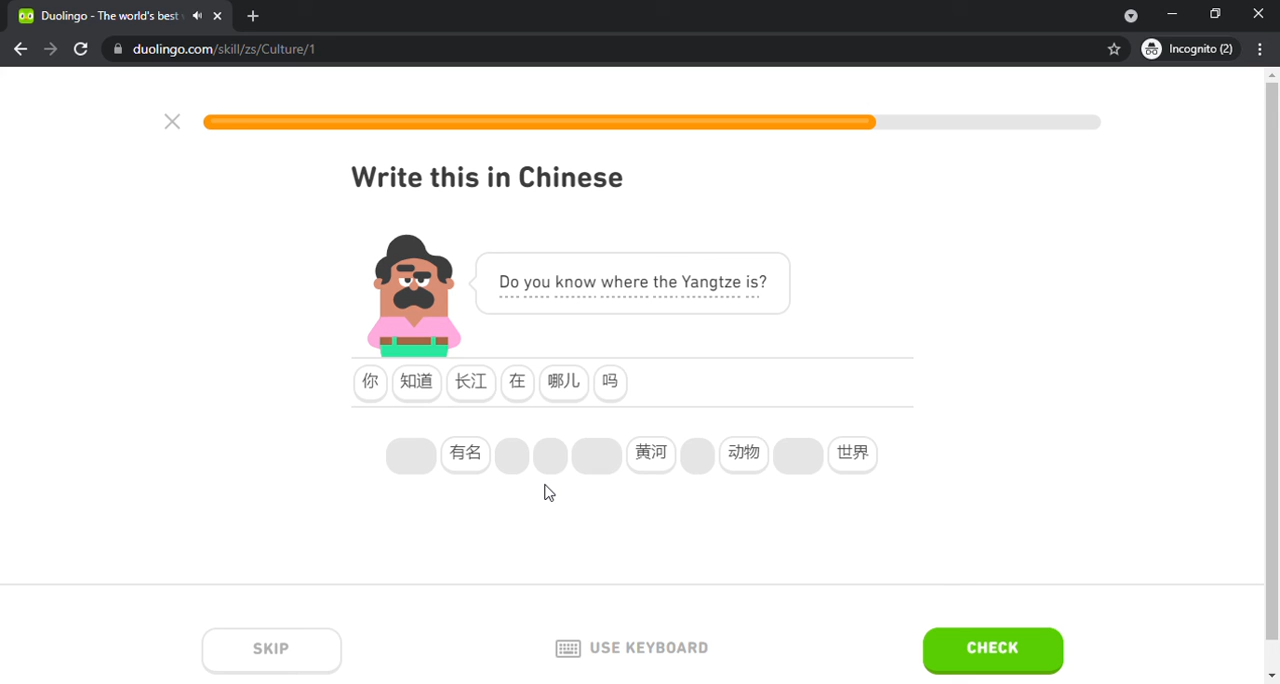 Duolingo - The world's best
duolingo.com/skill/zs/Culture/1
Incognito (2)
Write this in Chinese
Do you know where the Yangtze is?
你 知道 长江 在 哪儿 吗
有名 黄河 动物 世界
SKIP
USE KEYBOARD
CHECK